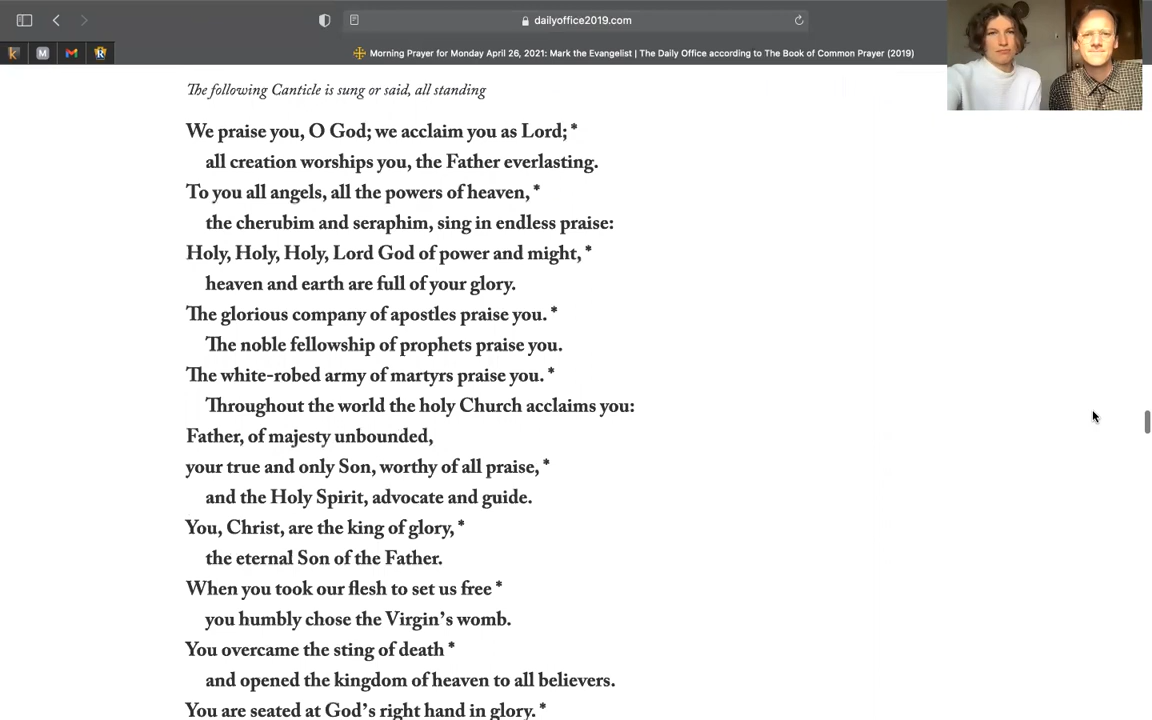 dailyoffice2019.com
Morning Prayer for Monday April 26, 2021: Mark the Evangelist | The Daily Office according to The Book of Common Prayer (2019)
The following Canticle is sung or said, all standing
We praise you, O God; we acclaim you as Lord; *
all creation worships you, the Father everlasting.
To you all angels, all the powers of heaven, *
the cherubim and seraphim, sing in endless praise:
Holy, Holy, Holy, Lord God of power and might, *
heaven and earth are full of your glory.
The glorious company of apostles praise you. *
The noble fellowship of prophets praise you.
The white-robed army of martyrs praise you. *
Throughout the world the holy Church acclaims you:
Father, of majesty unbounded,
your true and only Son, worthy of all praise, *
and the Holy Spirit, advocate and guide.
You, Christ, are the king of glory, *
the eternal Son of the Father.
When you took our flesh to set us free *
you humbly chose the Virgin’s womb.
You overcame the sting of death *
and opened the kingdom of heaven to all believers.
You are seated at God’s right hand in glory. *